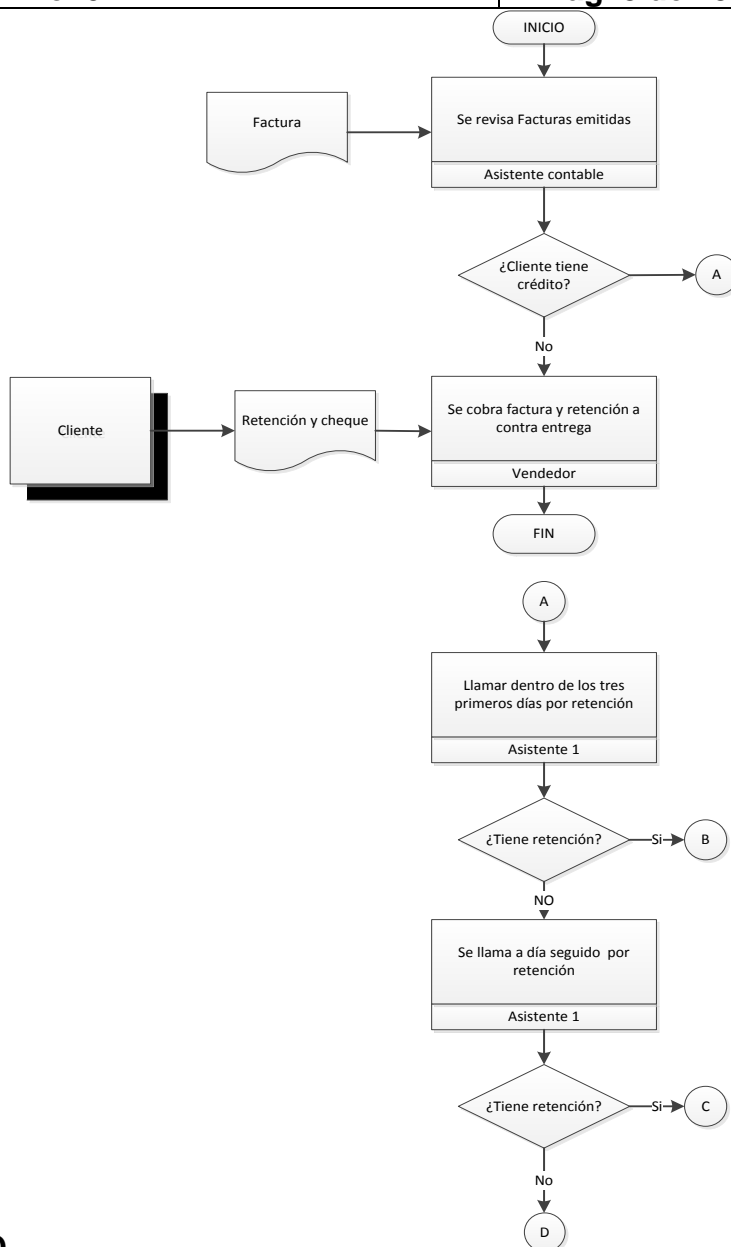 INICIO
Factura
Se revisa Facturas emitidas
Asistente contable
¿Cliente tiene
crédito?
A
No
Cliente
Retención y cheque
Se cobra factura y retención a
contra entrega
Vendedor
FIN
A
Llamar dentro de los tres
primeros días por retención
Asistente 1
¿Tiene retención?
Si
B
NO
Se llama a día seguido por
retención
Asistente 1
¿Tiene retención?
Si
C
No
D